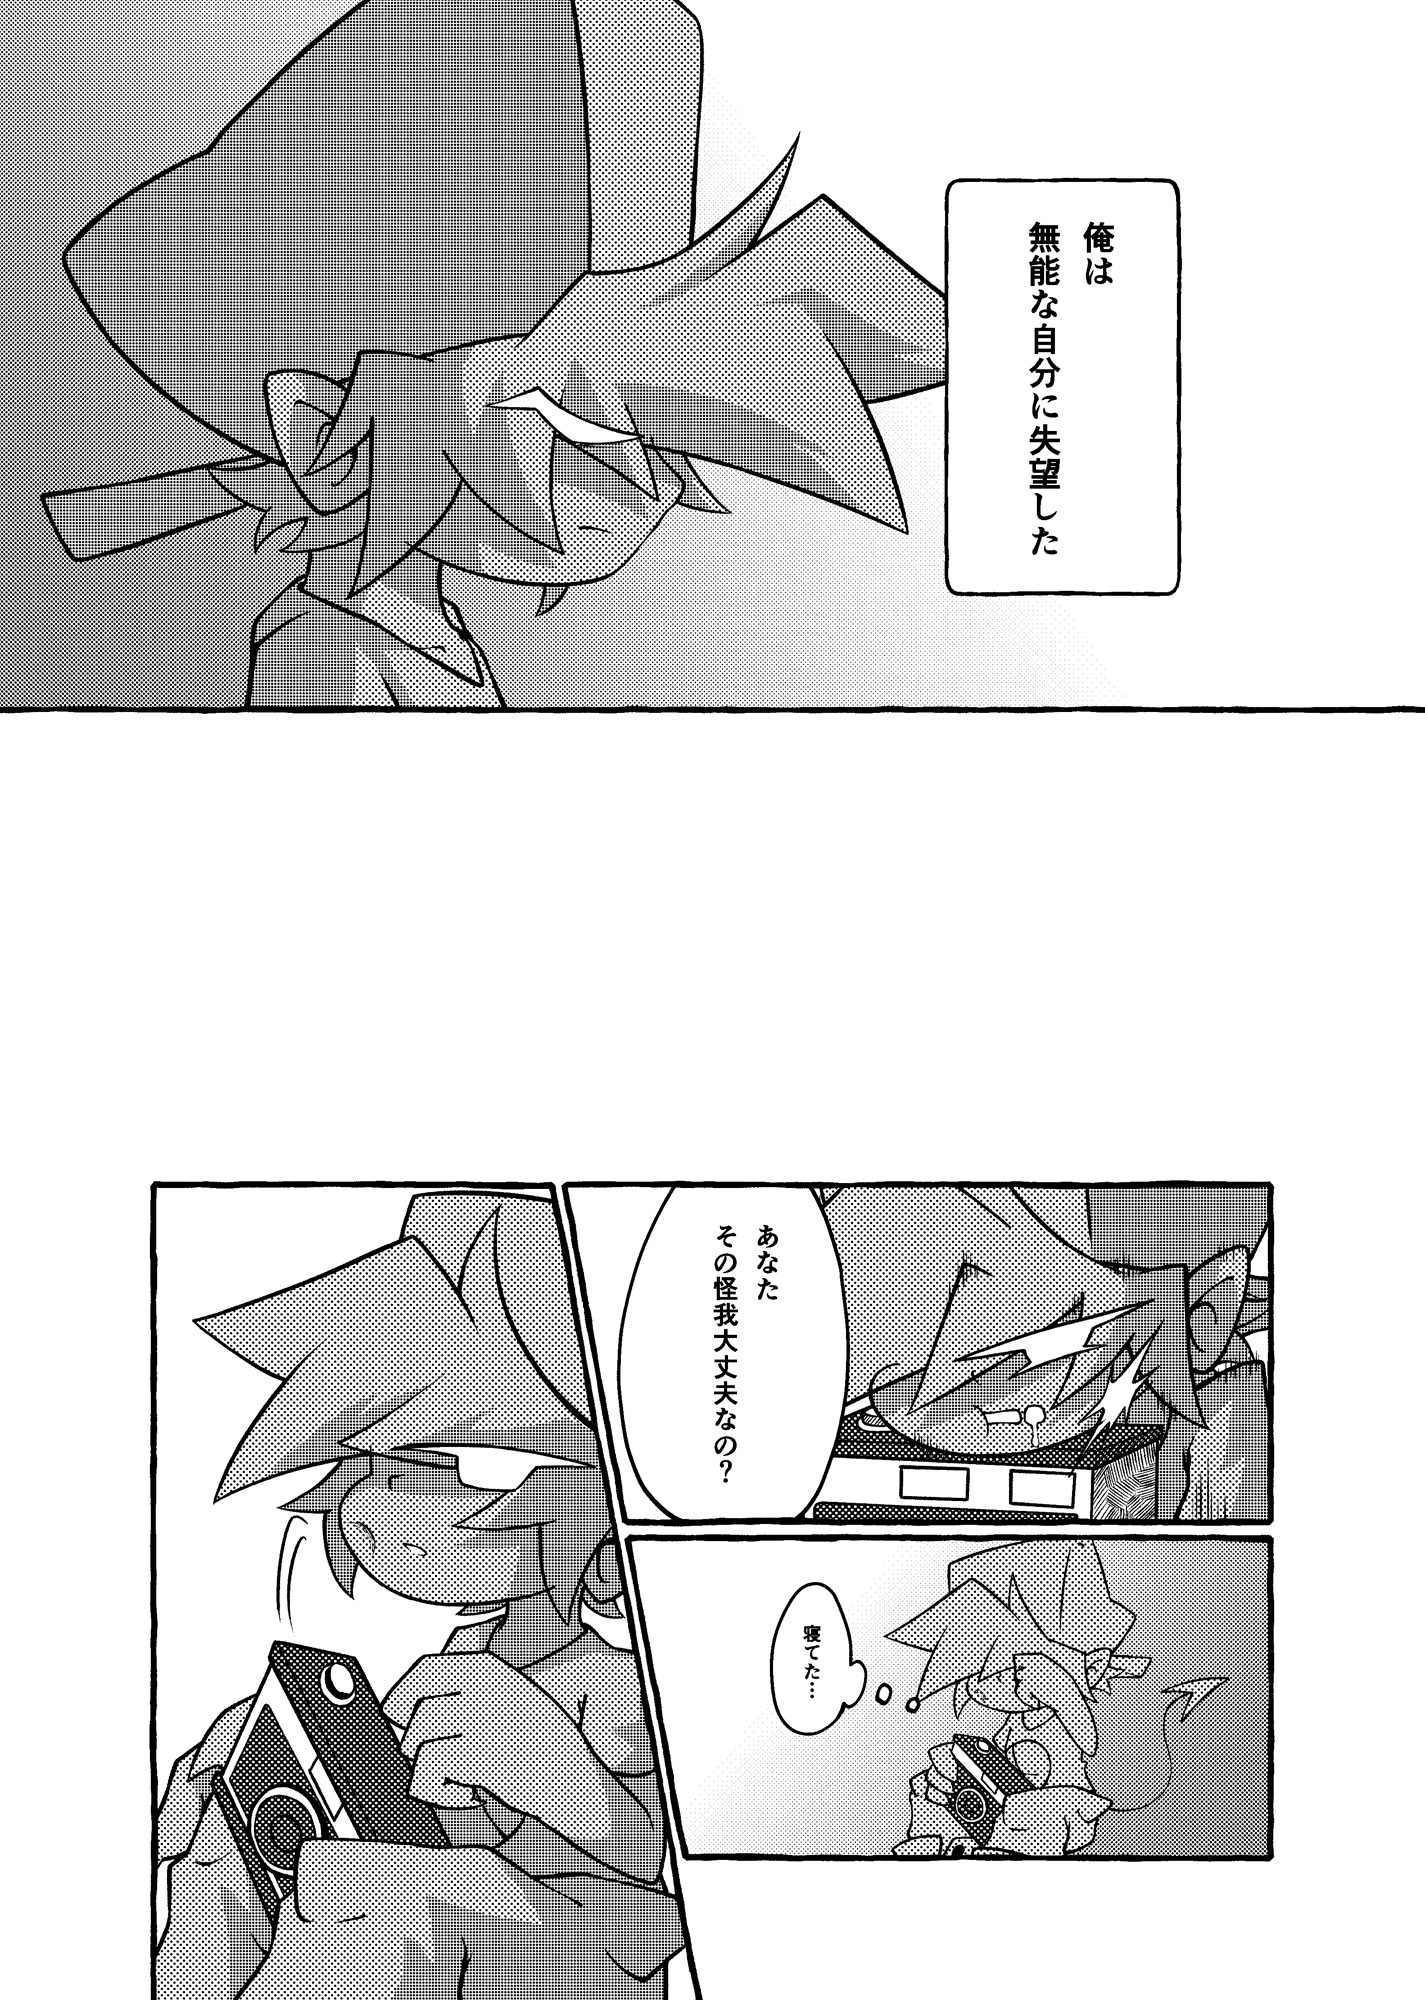 俺は
無能な自分に失望した
あなた
その怪我大丈夫なの?
寝てた…